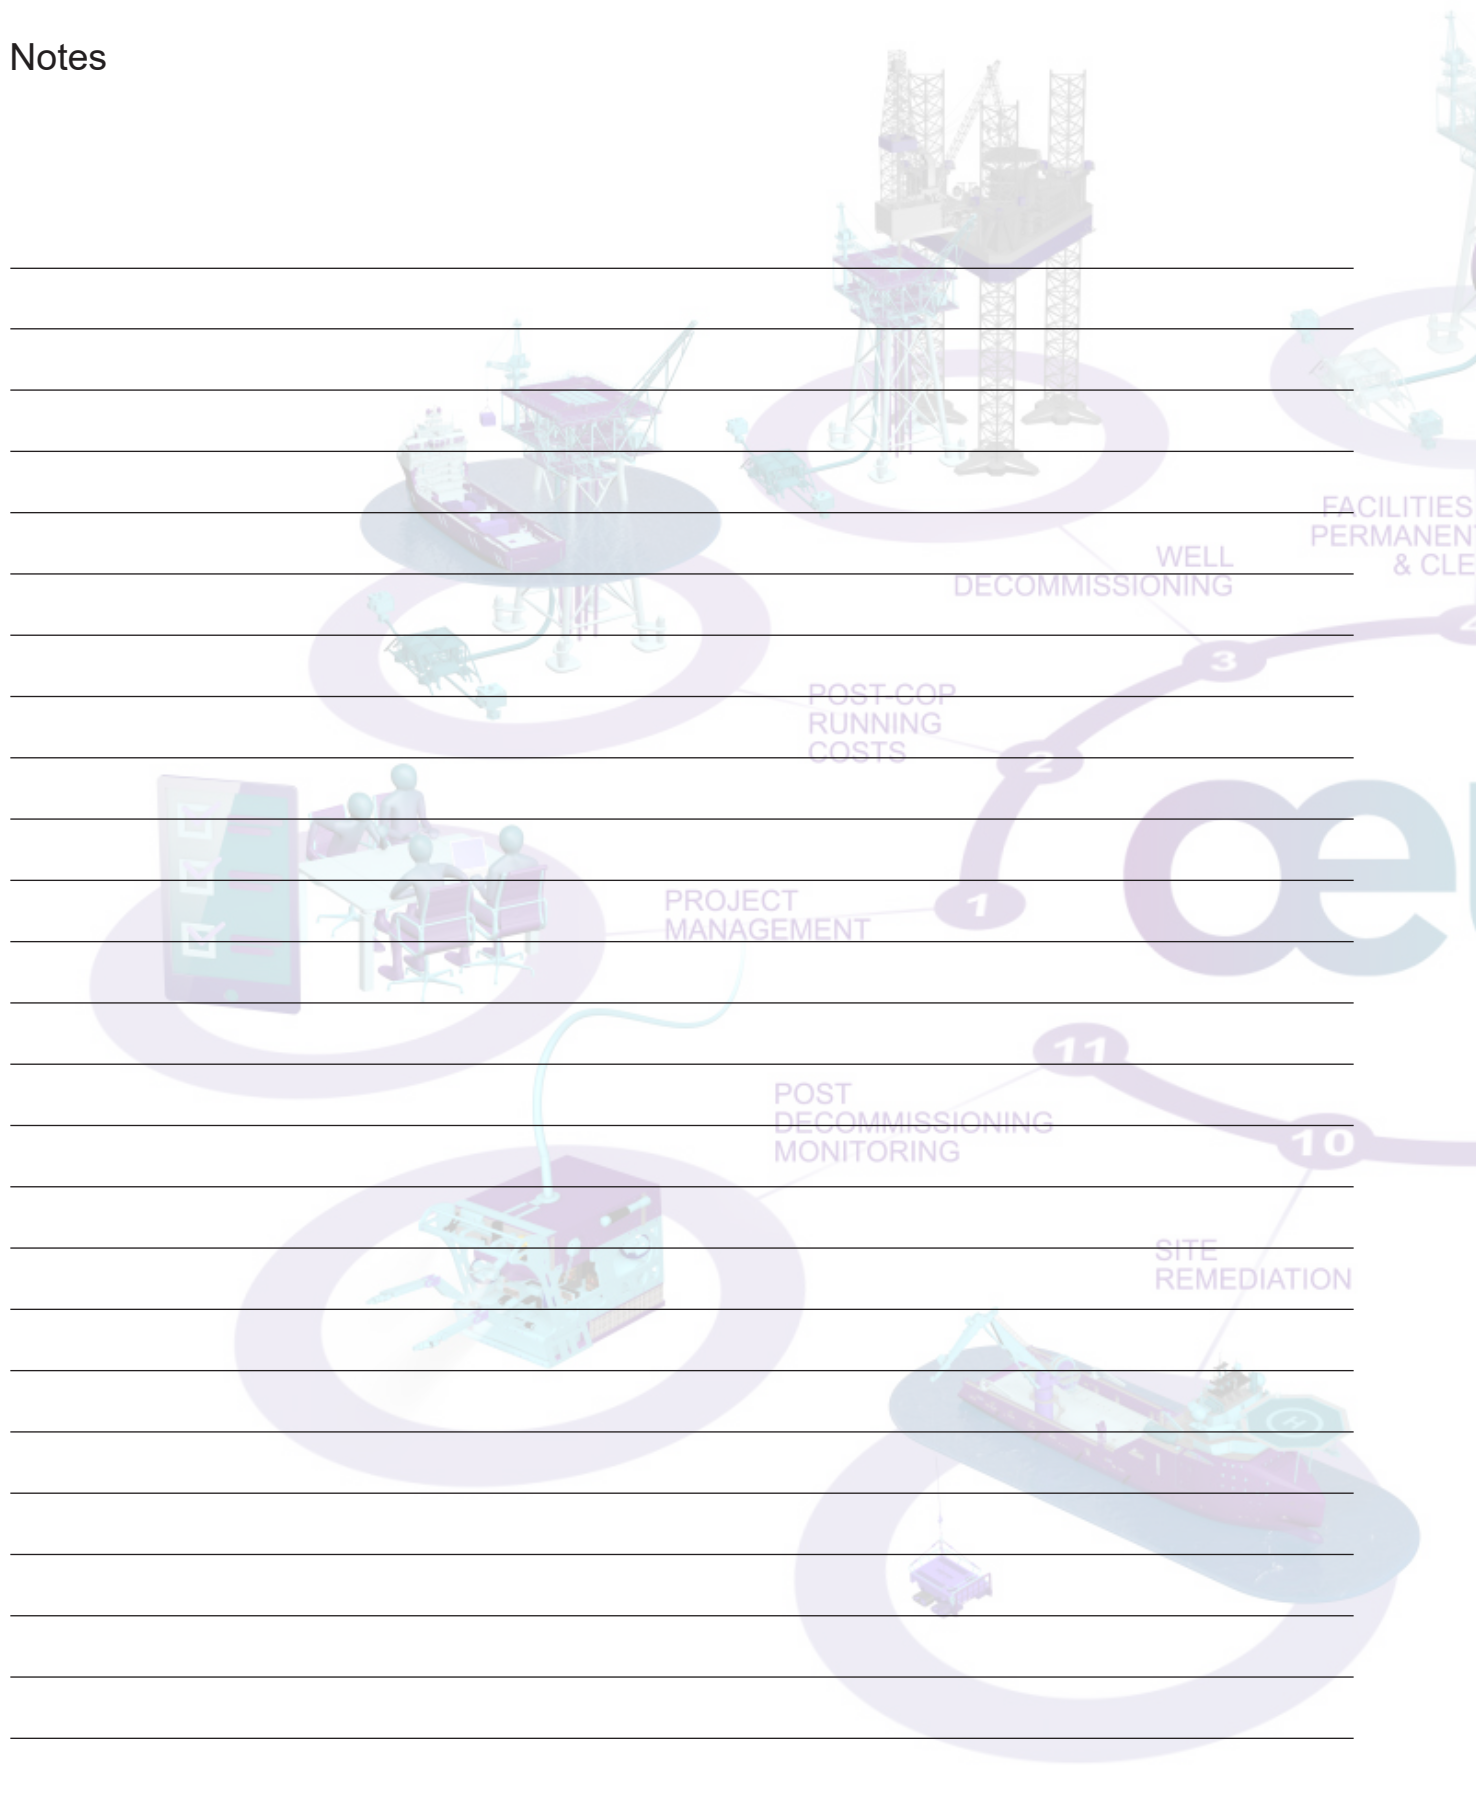 Notes
FACILITIES
& CLE
WELL
DECOMMISSIONING
3
POST-COP
RUNNING
COSTS
2
PROJECT
MANAGEMENT
1
œ
11
POST
DECOMMISSIONING
MONITORING
10
SITE
REMEDIATION
H